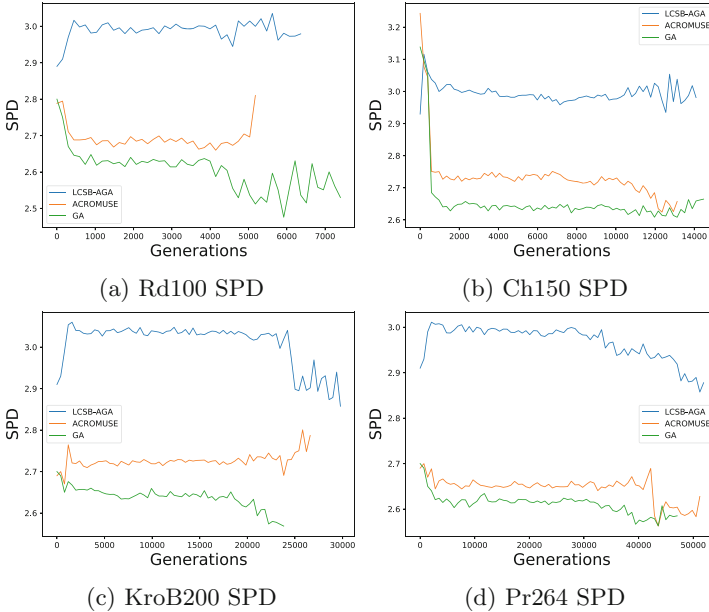 3.0
2.9
2.8
2.7
2.6
2.5
SPD
LCSB-AGA
ACROMUSE
GA
0 1000 2000 3000 4000 5000 6000 7000
Generations
(a) Rd100 SPD
3.2
3.1
3.0
2.9
2.8
2.7
2.6
SPD
LCSB-AGA
ACROMUSE
GA
0 2000 4000 6000 8000 10000 12000 14000
Generations
(b) Ch150 SPD
3.0
2.9
2.8
2.7
2.6
SPD
LCSB-AGA
ACROMUSE
GA
0 5000 10000 15000 20000 25000 30000
Generations
(c) KroB200 SPD
3.0
2.9
2.8
2.7
2.6
SPD
LCSB-AGA
ACROMUSE
GA
0 10000 20000 30000 40000 50000
Generations
(d) Pr264 SPD